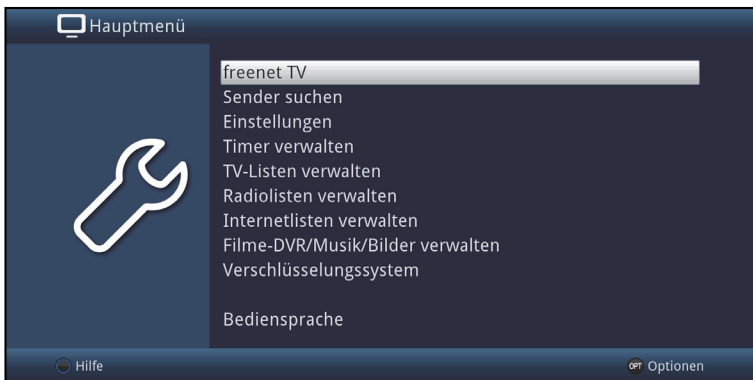 Hauptmenü
freenet TV
Sender suchen
Einstellungen
Timer verwalten
TV-Listen verwalten
Radiolisten verwalten
Internetlisten verwalten
Filme-DVR/Musik/Bilder verwalten
Verschlüsselungssystem
Bediensprache
Hilfe
OPT Optionen